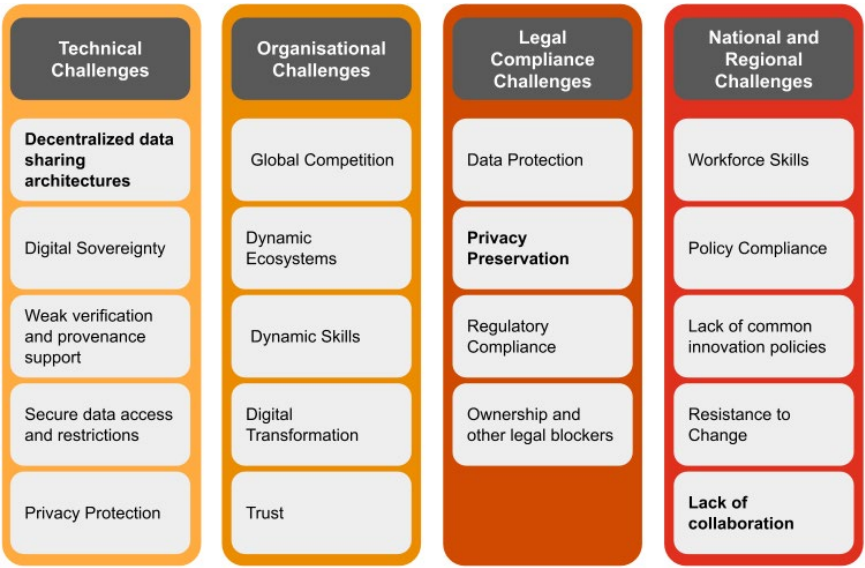 Technical
Challenges
Decentralized data
sharing
architectures
Digital Sovereignty
Weak verification
and provenance
support
Secure data access
and restrictions
Privacy Protection
Organisational
Challenges
Global Competition
Dynamic
Ecosystems
Dynamic Skills
Digital
Transformation
Trust
Legal
Compliance
Challenges
Data Protection
Privacy
Preservation
Regulatory
Compliance
Ownership and
other legal blockers
National and
Regional
Challenges
Workforce Skills
Policy Compliance
Lack of common
innovation policies
Resistance to
Change
Lack of
collaboration